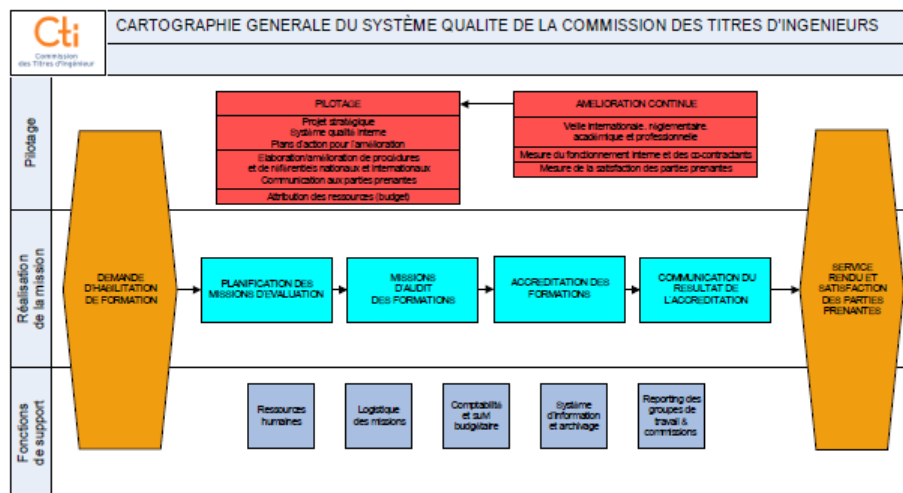 Cti
Commission
des Titres d'Ingénieur
CARTOGRAPHIE GENERALE DU SYSTÈME QUALITE DE LA COMMISSION DES TITRES D'INGENIEURS
Pilotage
PILOTAGE
Projet stratégique
Système qualité interne
Plans d'action pour l'amélioration
Elaboration/amélioration de procédures
et de référentiels nationaux et internationaux
Communication aux parties prenantes
Attribution des ressources (budget)
AMELIORATION CONTINUE
Veille internationale, réglementaire,
académique et professionnelle
Mesure du fonctionnement interne et des co-contractants
Mesure de la satisfaction des parties prenantes
Réalisation
de la mission
DEMANDE
D'HABILITATION
DE FORMATION
PLANIFICATION DES
MISSIONS D'EVALUATION
MISSIONS
D'AUDIT
DES FORMATIONS
ACCREDITATION DES
FORMATIONS
COMMUNICATION DU
RESULTAT DE
L'ACCREDITATION
SERVICE
RENDU ET
SATISFACTION
DES PARTIES
PRENANTES
Fonctions
de support
Ressources
humaines
Logistique
des missions
Comptabilité
et suivi
budgétaire
Système
d'information
et archivage
Reporting des
groupes de
travail &
commissions